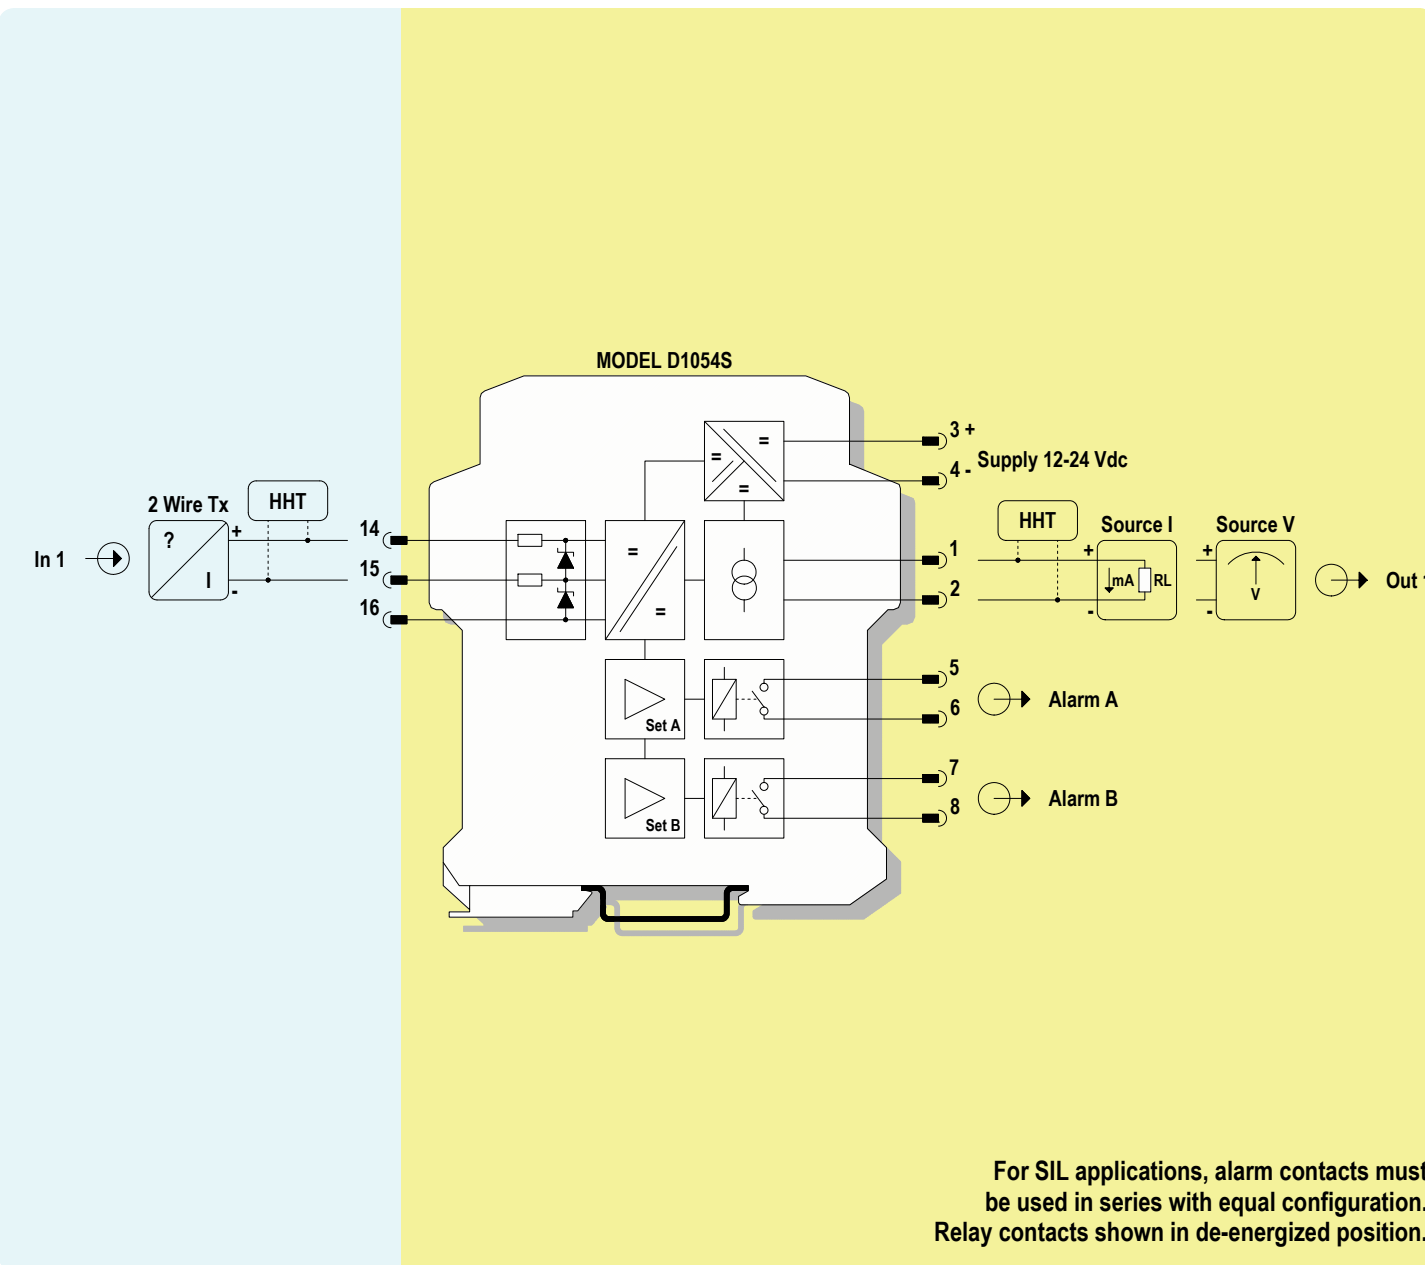 MODEL D1054S
3 +
Supply 12-24 Vdc
4 -
=
=
=
2 Wire Tx
HHT
?
I
+
-
In 1
14
15
16
=
=
1
2
HHT
Source I
+
mA
RL
-
Source V
+
V
-
Out 1
Set A
5
6
Alarm A
Set B
7
8
Alarm B
For SIL applications, alarm contacts must
be used in series with equal configuration.
Relay contacts shown in de-energized position.